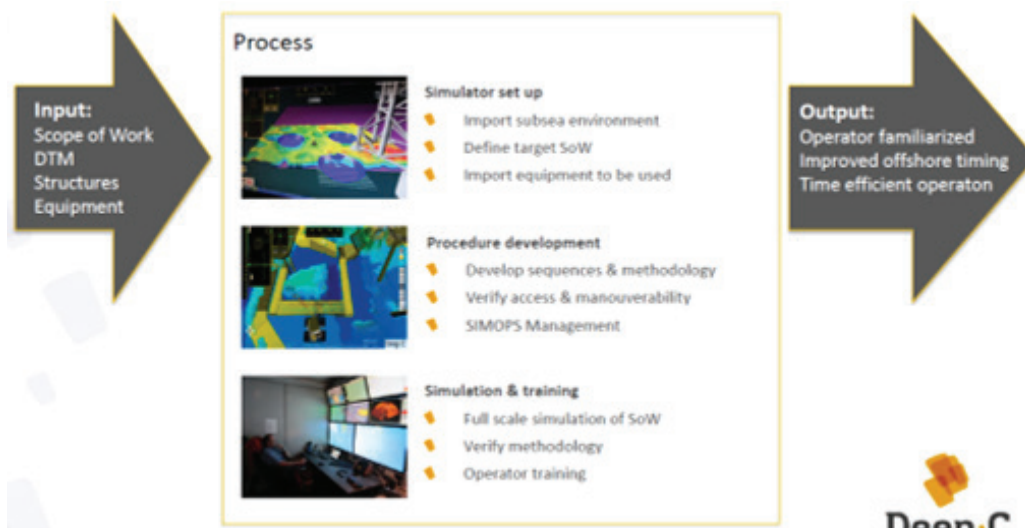 Input:
Scope of Work
DTM
Structures
Equipment
Process
Simulator set up
Import subsea environment
Define target SoW
Import equipment to be used
Procedure development
Develop sequences & methodology
Verify access & manouverability
SIMOPS Management
Simulation & training
Full scale simulation of SoW
Verify methodology
Operator training
Output:
Operator familiarized
Improved offshore timing
Time efficient operaton
Deep C